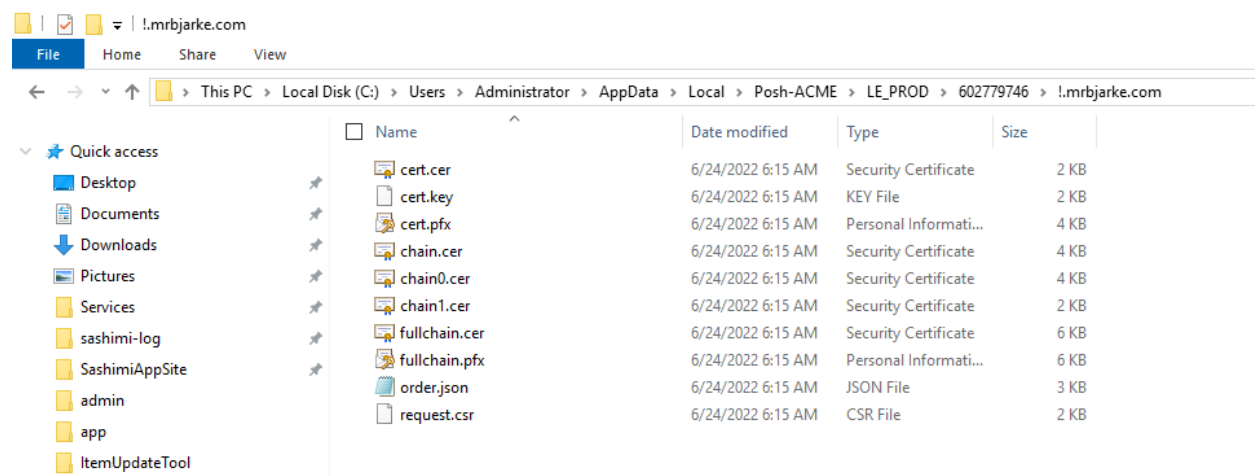 !.mrbjarke.com
File Home Share View
This PC > Local Disk (C:) > Users > Administrator > AppData > Local > Posh-ACME > LE_PROD > 602779746 > !.mrbjarke.com
Name Date modified Type Size
Quick access
Desktop
Documents
Downloads
Pictures
Services
sashimi-log
SashimiAppSite
admin
app
ItemUpdateTool
cert.cer 6/24/2022 6:15 AM Security Certificate 2 KB
cert.key 6/24/2022 6:15 AM KEY File 2 KB
cert.pfx 6/24/2022 6:15 AM Personal Informati... 4 KB
chain.cer 6/24/2022 6:15 AM Security Certificate 4 KB
chain0.cer 6/24/2022 6:15 AM Security Certificate 4 KB
chain1.cer 6/24/2022 6:15 AM Security Certificate 2 KB
fullchain.cer 6/24/2022 6:15 AM Security Certificate 6 KB
fullchain.pfx 6/24/2022 6:15 AM Personal Informati... 6 KB
order.json 6/24/2022 6:15 AM JSON File 3 KB
request.csr 6/24/2022 6:15 AM CSR File 2 KB